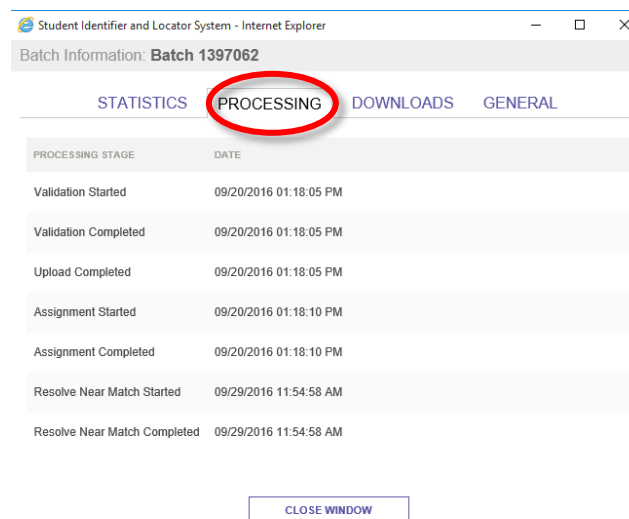 Student Identifier and Locator System - Internet Explorer
Batch Information: Batch 1397062
STATISTICS PROCESSING DOWNLOADS GENERAL
PROCESSING STAGE DATE
Validation Started 09/20/2016 01:18:05 PM
Validation Completed 09/20/2016 01:18:05 PM
Upload Completed 09/20/2016 01:18:05 PM
Assignment Started 09/20/2016 01:18:10 PM
Assignment Completed 09/20/2016 01:18:10 PM
Resolve Near Match Started 09/29/2016 11:54:58 AM
Resolve Near Match Completed 09/29/2016 11:54:58 AM
CLOSE WINDOW